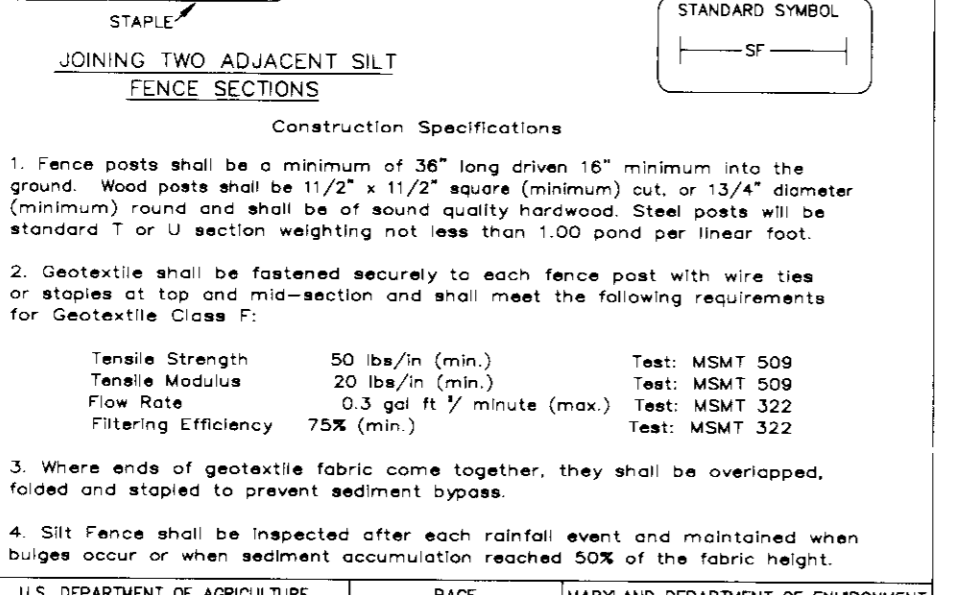 STAPLE
STANDARD SYMBOL
SF
JOINING TWO ADJACENT SILT
FENCE SECTIONS
Construction Specifications
1. Fence posts shall be a minimum of 36" long driven 16" minimum into the
ground. Wood posts shall be 11/2" x 11/2" square (minimum) cut, or 13/4" diameter
(minimum) round and shall be of sound quality hardwood. Steel posts will be
standard T or U section weighting not less than 1.00 pond per linear foot.
2. Geotextile shall be fastened securely to each fence post with wire ties
or staples at top and mid-section and shall meet the following requirements
for Geotextile Class F:
Tensile Strength 50 lbs/in (min.) Test: MSMT 509
Tensile Modulus 20 lbs/in (min.) Test: MSMT 509
Flow Rate 0.3 gal ft ²/ minute (max.) Test: MSMT 322
Filtering Efficiency 75% (min.) Test: MSMT 322
3. Where ends of geotextile fabric come together, they shall be overlapped,
folded and stapled to prevent sediment bypass.
4. Silt Fence shall be inspected after each rainfall event and maintained when
bulges occur or when sediment accumulation reached 50% of the fabric height.
U.S. DEPARTMENT OF AGRICULTURE PAGE MARYLAND DEPARTMENT OF ENVIRONMENT